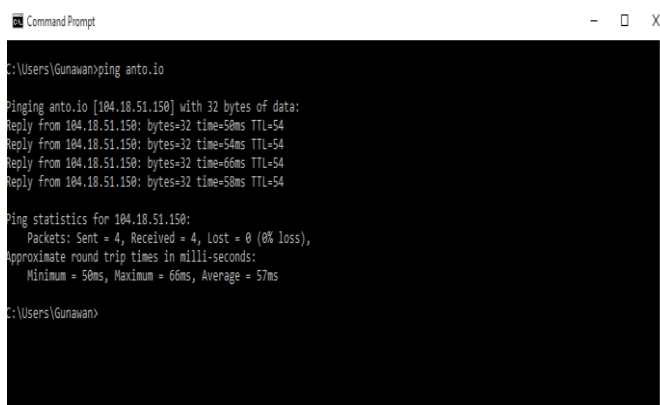 Command Prompt
C:\Users\Gunawan>ping anto.io
Pinging anto.io [104.18.51.150] with 32 bytes of data:
Reply from 104.18.51.150: bytes=32 time=50ms TTL=54
Reply from 104.18.51.150: bytes=32 time=54ms TTL=54
Reply from 104.18.51.150: bytes=32 time=66ms TTL=54
Reply from 104.18.51.150: bytes=32 time=58ms TTL=54
Ping statistics for 104.18.51.150:
Packets: Sent = 4, Received = 4, Lost = 0 (0% loss),
Approximate round trip times in milli-seconds:
Minimum = 50ms, Maximum = 66ms, Average = 57ms
C:\Users\Gunawan>